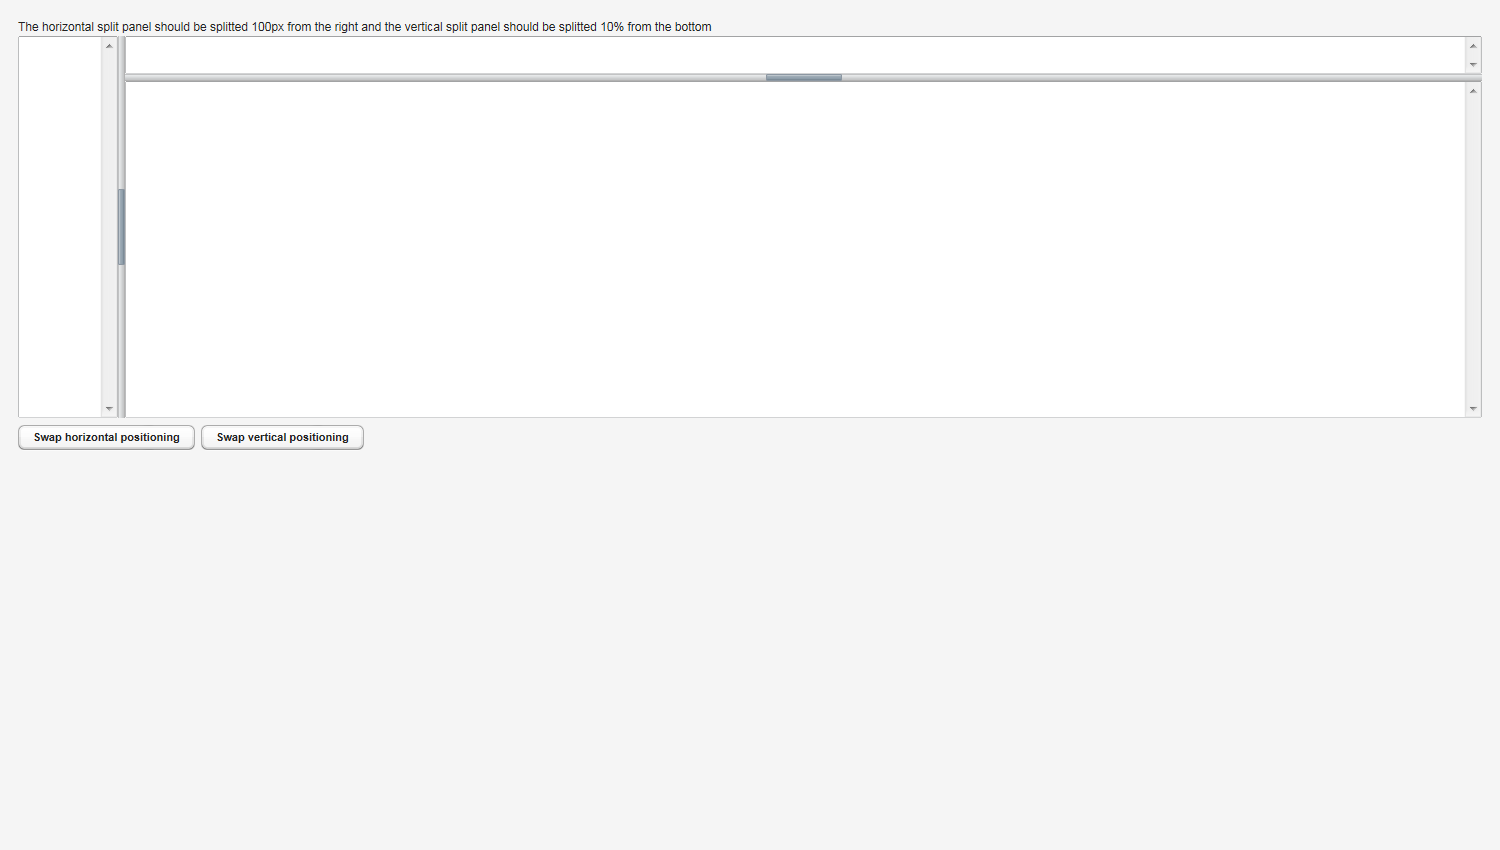 The horizontal split panel should be splitted 100px from the right and the vertical split panel should be splitted 10% from the bottom
Swap horizontal positioning
Swap vertical positioning